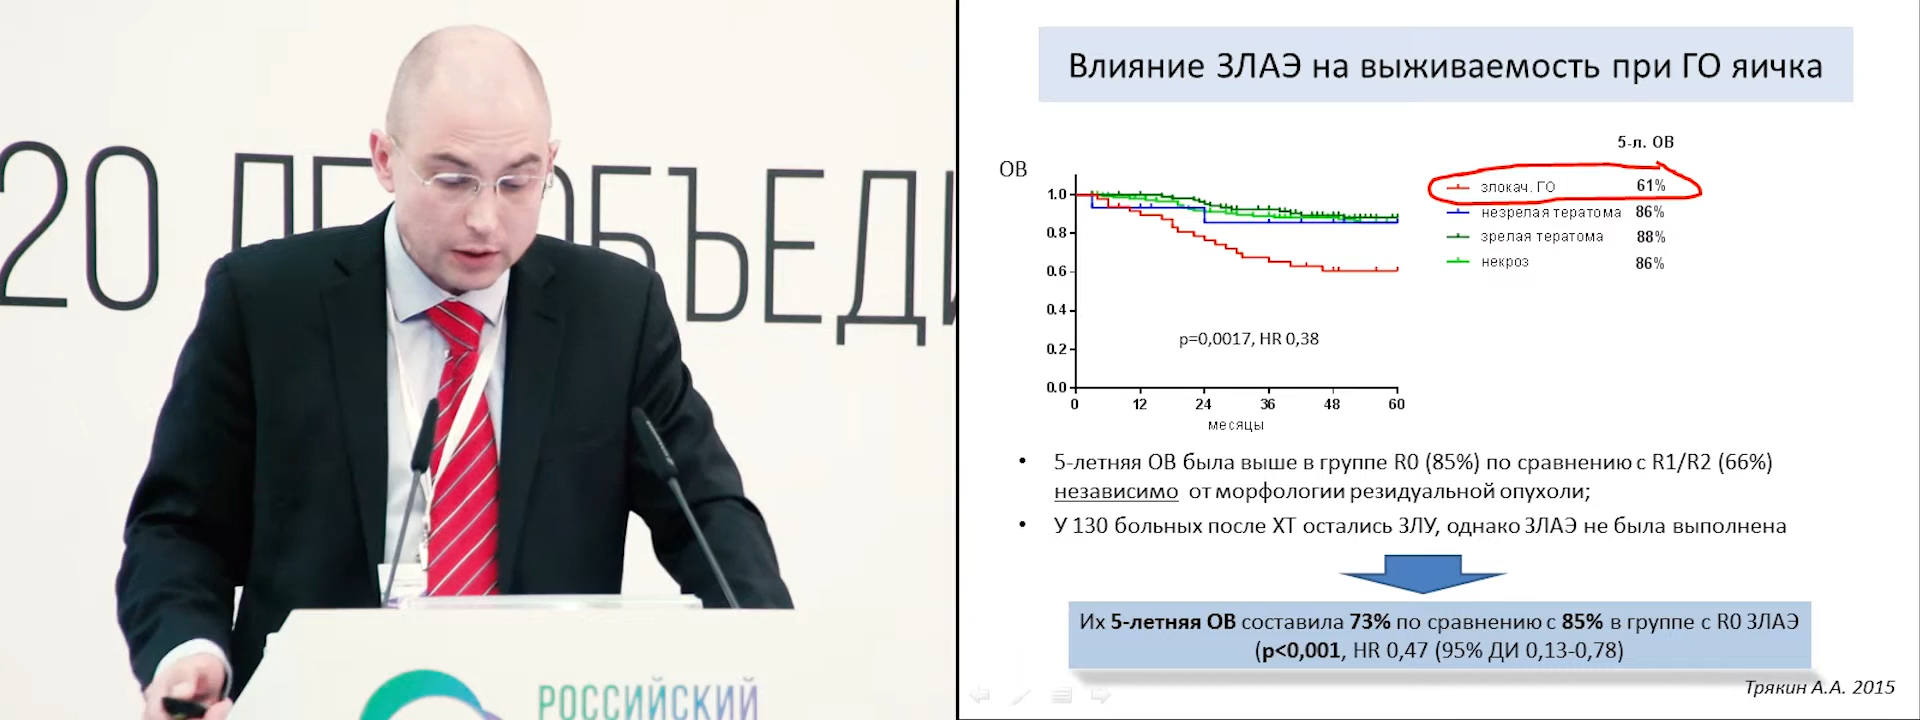 20 ЛЕ
ОБЪЕДИ
РОССИЙСКИЙ
Влияние ЗЛАЭ на выживаемость при ГО яичка
5-л. ОВ
ОВ
злокач. ГО 61%
незрелая тератома 86%
зрелая тератома 88%
некроз 86%
1.0
0.8
0.6
0.4
0.2
0.0
p=0,0017, HR 0,38
0 12 24 36 48 60
месяцы
• 5-летняя ОВ была выше в группе R0 (85%) по сравнению с R1/R2 (66%)
независимо от морфологии резидуальной опухоли;
• У 130 больных после ХТ остались ЗЛУ, однако ЗЛАЭ не была выполнена
Их 5-летняя ОВ составила 73% по сравнению с 85% в группе с R0 ЗЛАЭ
(p<0,001, HR 0,47 (95% ДИ 0,13-0,78)
Трякин А.А. 2015